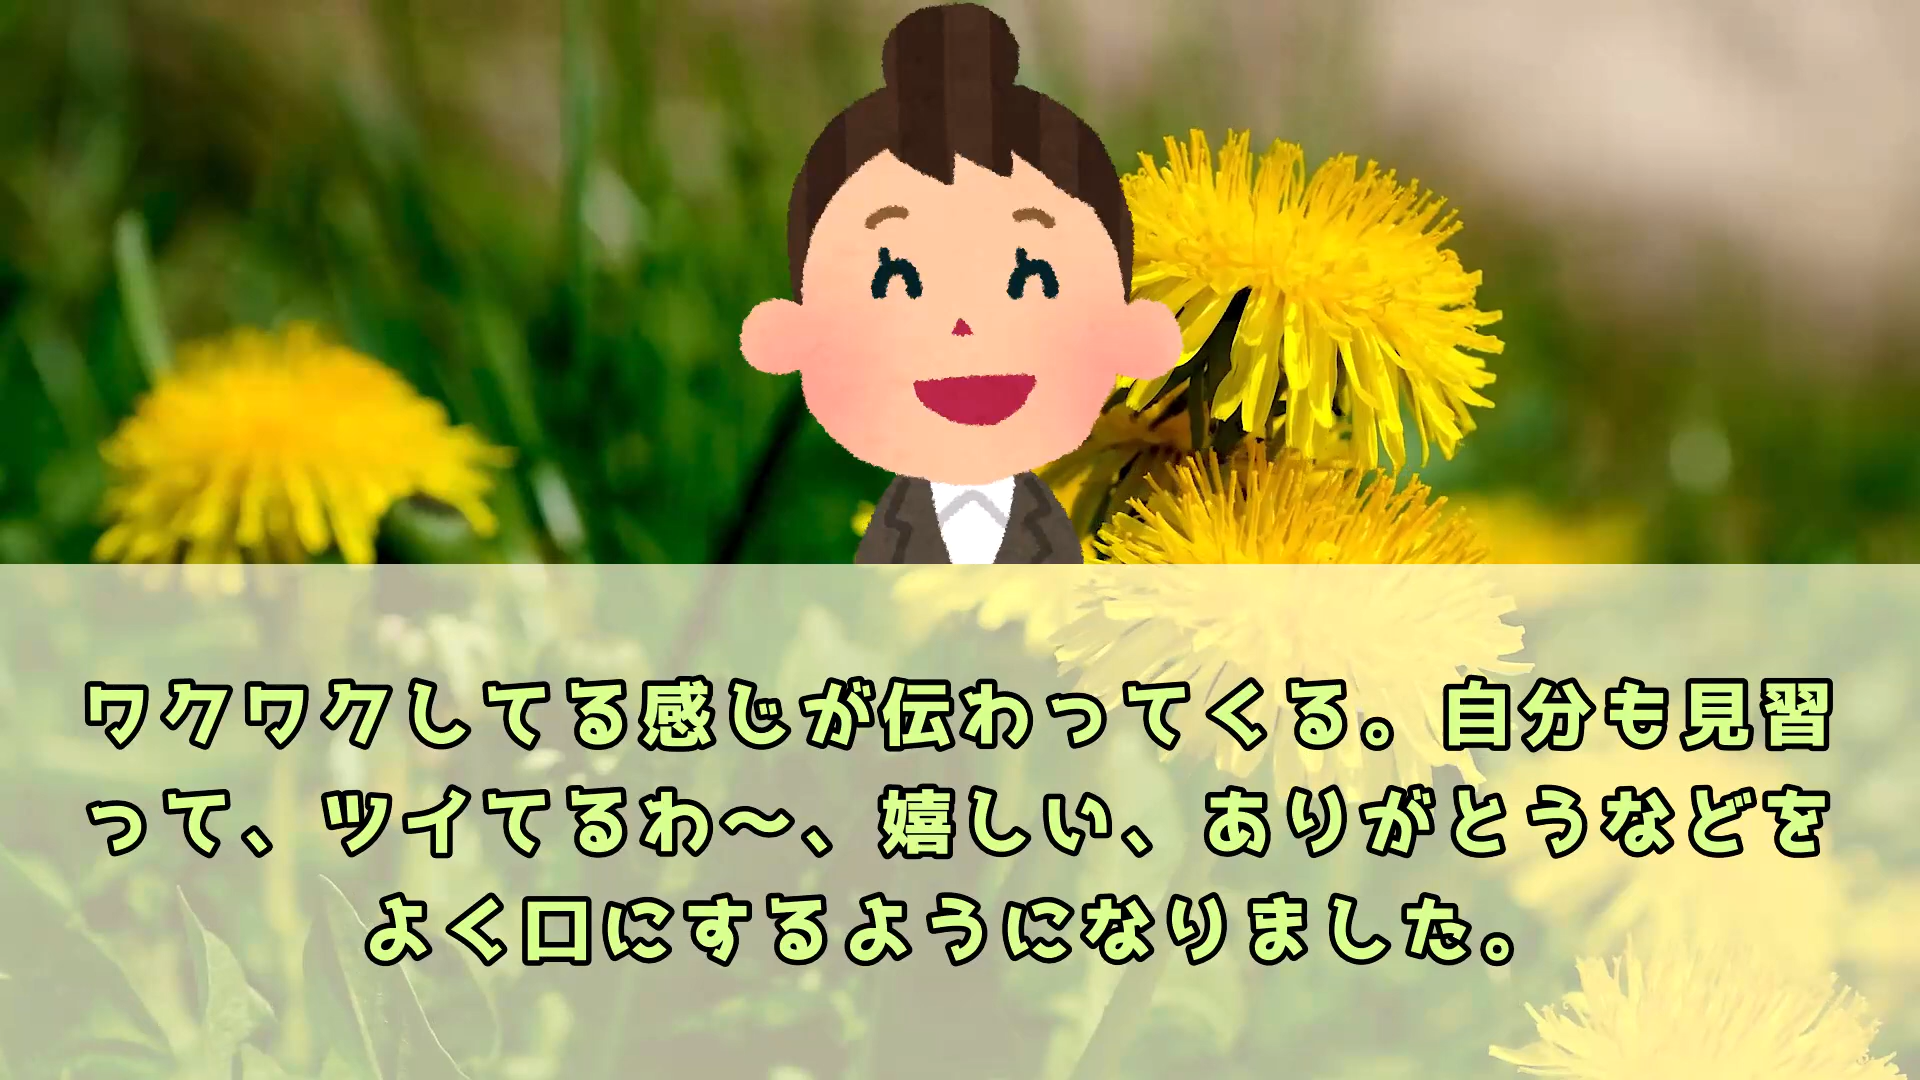 ワクワクしてる感じが伝わってくる。自分も見習
って、ツイてるわ～、嬉しい、ありがとうなどを
よく口にするようになりました。